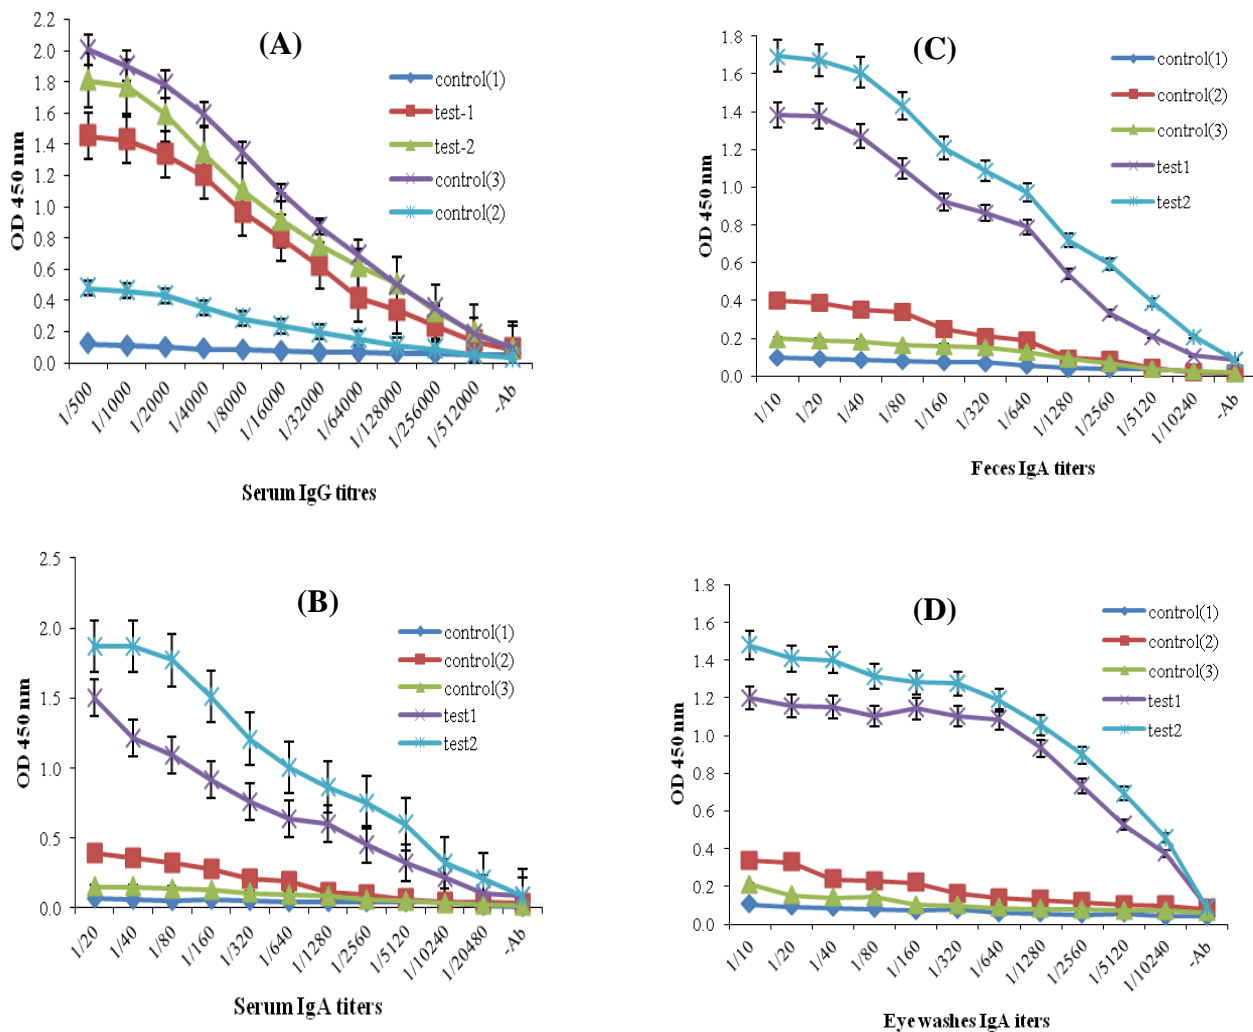 (A)
OD 450 nm
2.2
2.0
1.8
1.6
1.4
1.2
1.0
0.8
0.6
0.4
0.2
0.0
control(1)
test-1
test-2
control(3)
control(2)
1/500
1/1000
1/2000
1/4000
1/8000
1/16000
1/32000
1/64000
1/128000
1/256000
1/512000
-Ab
Serum IgG titres
(C)
OD 450 nm
1.8
1.6
1.4
1.2
1.0
0.8
0.6
0.4
0.2
0.0
control(1)
control(2)
control(3)
test1
test2
1/10
1/20
1/40
1/80
1/160
1/320
1/640
1/1280
1/2560
1/5120
1/10240
-Ab
Feces IgA titers
(B)
OD 450 nm
2.5
2.0
1.5
1.0
0.5
0.0
control(1)
control(2)
control(3)
test1
test2
1/20
1/40
1/80
1/160
1/320
1/640
1/1280
1/2560
1/5120
1/10240
1/20480
-Ab
Serum IgA titers
(D)
OD 450 nm
1.8
1.6
1.4
1.2
1.0
0.8
0.6
0.4
0.2
0.0
control(1)
control(2)
control(3)
test1
test2
1/10
1/20
1/40
1/80
1/160
1/320
1/640
1/1280
1/2560
1/5120
1/10240
-Ab
Eye washes IgA iters